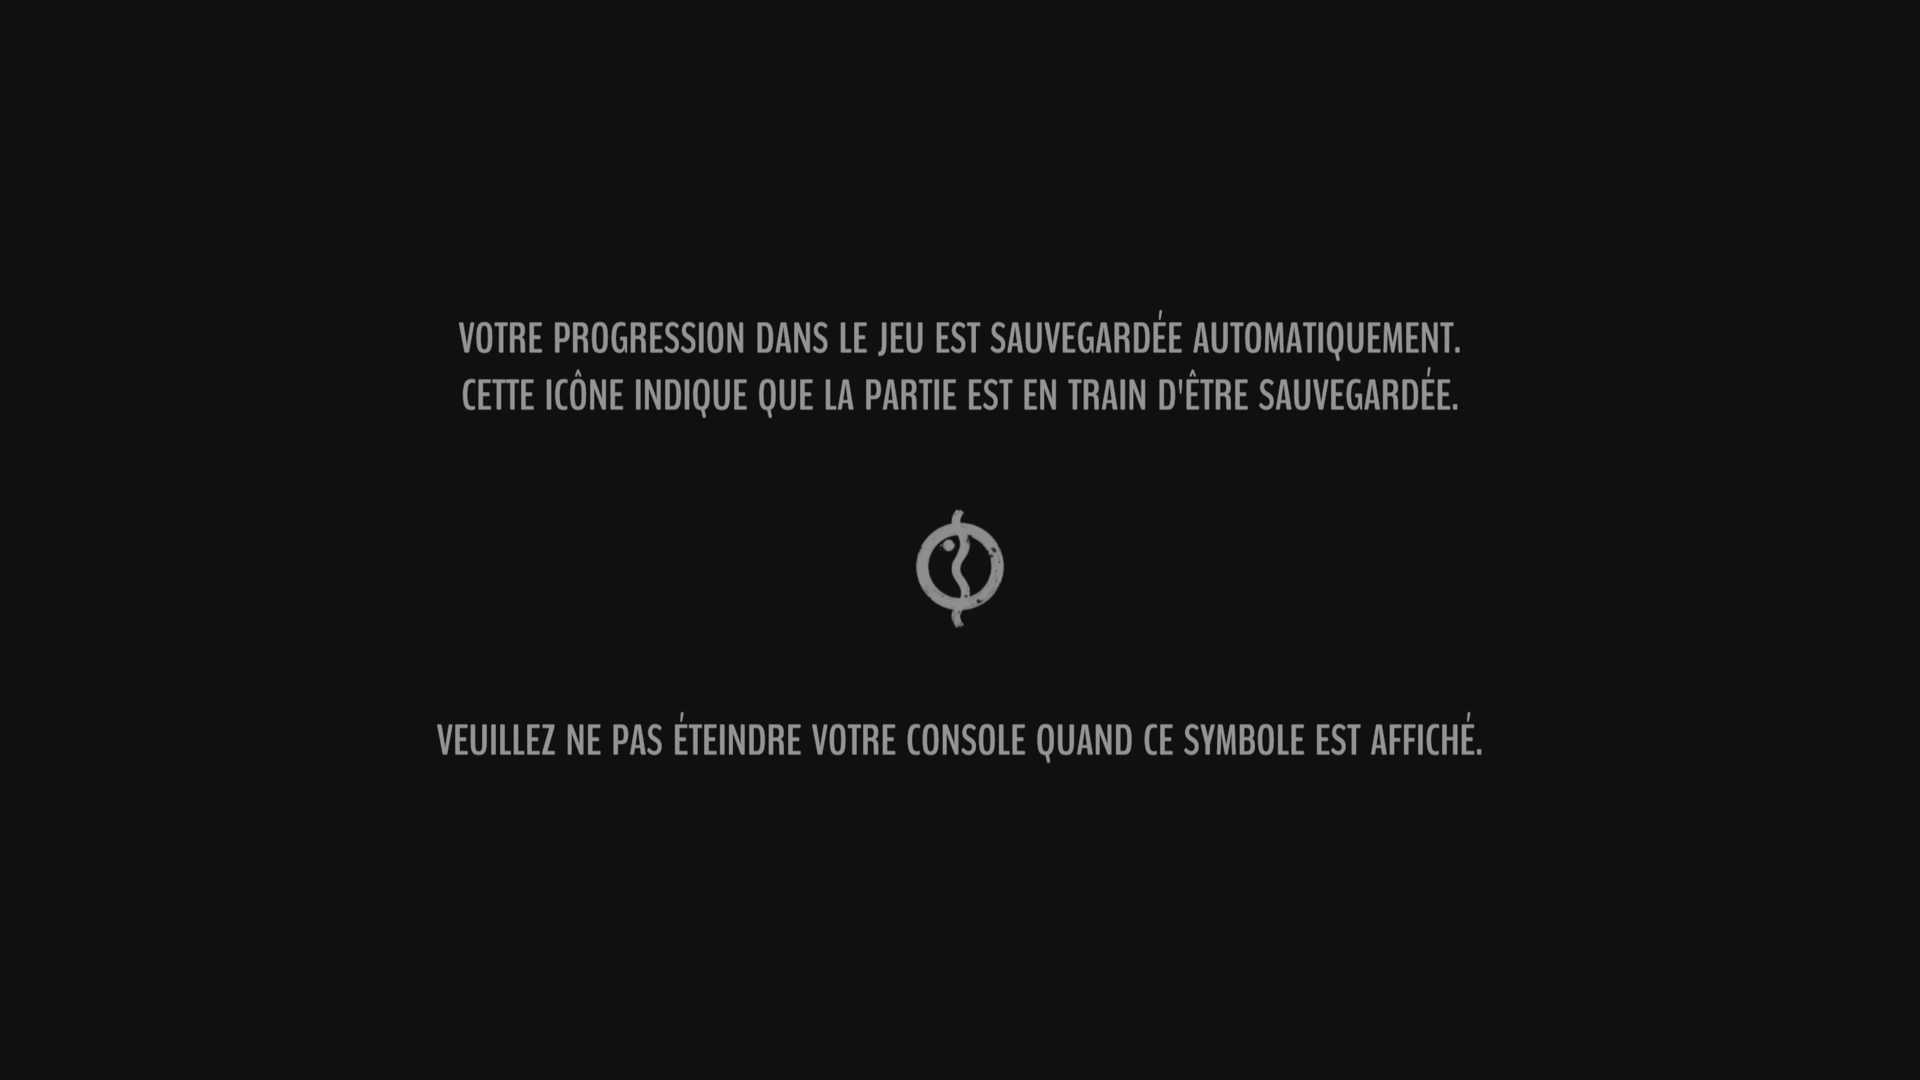 VOTRE PROGRESSION DANS LE JEU EST SAUVEGARDÉE AUTOMATIQUEMENT.
CETTE ICÔNE INDIQUE QUE LA PARTIE EST EN TRAIN D'ÊTRE SAUVEGARDÉE.
VEUILLEZ NE PAS ÉTEINDRE VOTRE CONSOLE QUAND CE SYMBOLE EST AFFICHÉ.